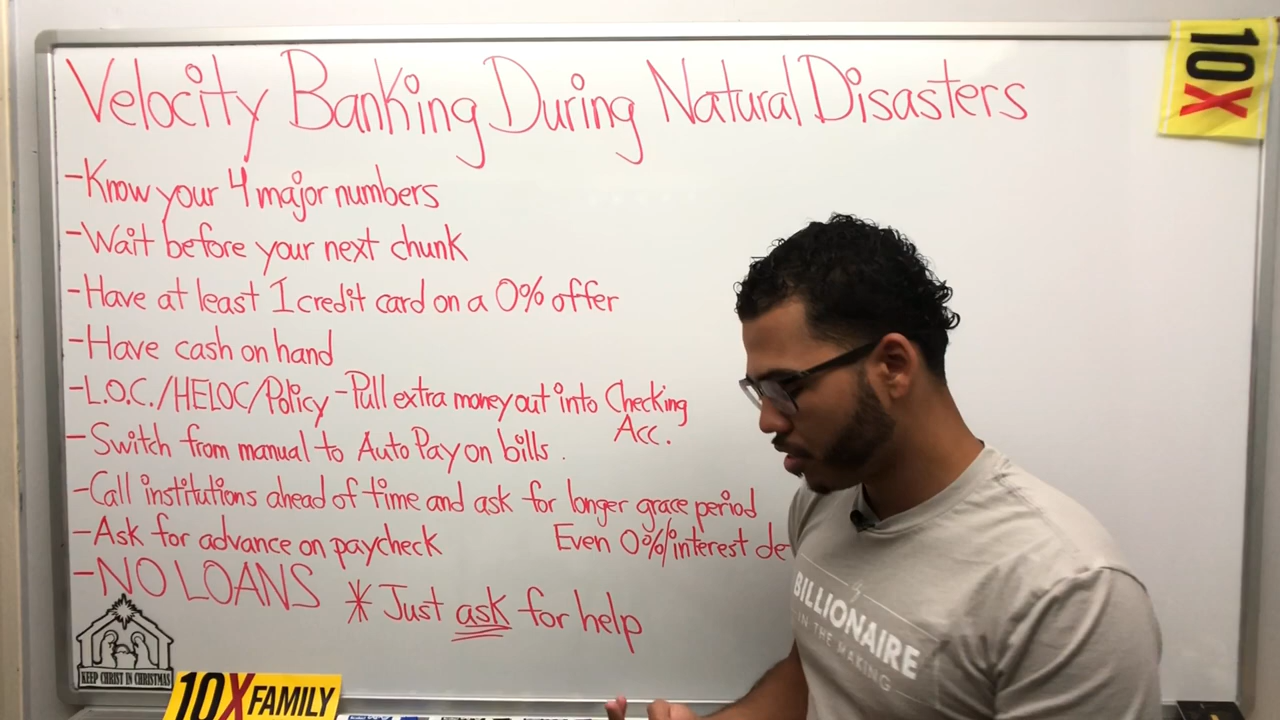 Velocity Banking During Natural Disasters
10X
-Know your 4 major numbers
-Wait before your next chunk
-Have at least 1 credit card on a 0% offer
-Have cash on hand
-L.O.C./HELOC/Policy -Pull extra money out into Checking
Acc.
-Switch from manual to Auto Pay on bills.
-Call institutions ahead of time and ask for longer grace period
-Ask for advance on paycheck
Even 0%/interest de
-NO LOANS * Just ask for help
BILLIONAIRE
IN THE MAKING
KEEP CHRIST IN CHRISTMAS
10X FAMILY